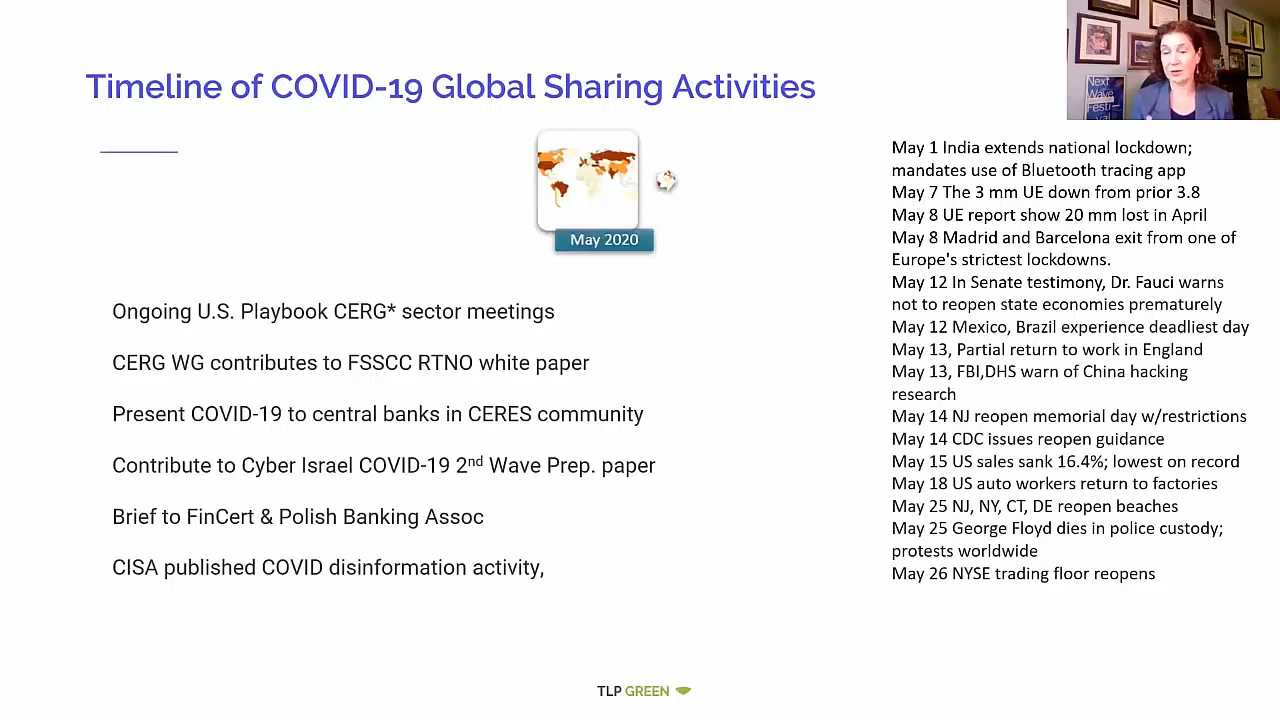 Timeline of COVID-19 Global Sharing Activities
May 2020
Ongoing U.S. Playbook CERG* sector meetings
CERG WG contributes to FSSCC RTNO white paper
Present COVID-19 to central banks in CERES community
Contribute to Cyber Israel COVID-19 2nd Wave Prep. paper
Brief to FinCert & Polish Banking Assoc
CISA published COVID disinformation activity,
May 1 India extends national lockdown;
mandates use of Bluetooth tracing app
May 7 The 3 mm UE down from prior 3.8
May 8 UE report show 20 mm lost in April
May 8 Madrid and Barcelona exit from one of
Europe's strictest lockdowns.
May 12 In Senate testimony, Dr. Fauci warns
not to reopen state economies prematurely
May 12 Mexico, Brazil experience deadliest day
May 13, Partial return to work in England
May 13, FBI,DHS warn of China hacking
research
May 14 NJ reopen memorial day w/restrictions
May 14 CDC issues reopen guidance
May 15 US sales sank 16.4%; lowest on record
May 18 US auto workers return to factories
May 25 NJ, NY, CT, DE reopen beaches
May 25 George Floyd dies in police custody;
protests worldwide
May 26 NYSE trading floor reopens
Next
Wave
Festi-
val
TLP GREEN